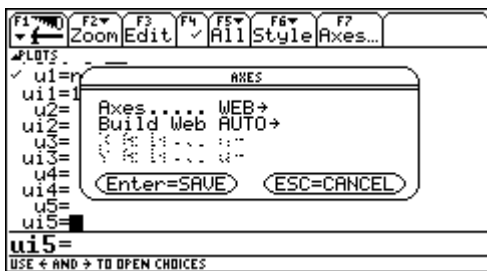 F1 F2 Zoom F3 Edit F4 ✓ F5 All F6 Style F7 Axes...
PLOTS
✓ u1=
ui1=1
u2=
ui2=
u3=
ui3=
u4=
ui4=
u5=
ui5=
AXES
Axes..... WEB→
Build Web AUTO→
Enter=SAVE ESC=CANCEL
ui5=
USE ← AND → TO OPEN CHOICES